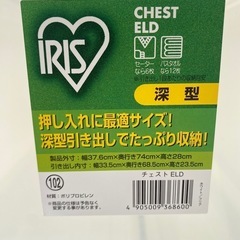 IRIS
CHEST
ELD
セーター
なら6枚
バスタオル
なら12枚
深型
押し入れに最適サイズ!
深型引き出しでたっぷり収納!
製品外寸:幅37.6cm×奥行き74cm×高さ28cm
引き出し内寸:幅33.5cm×奥行き68.5cm×高さ23.5cm
102
材質:ポリプロピレン
チェストELD
4905009368600